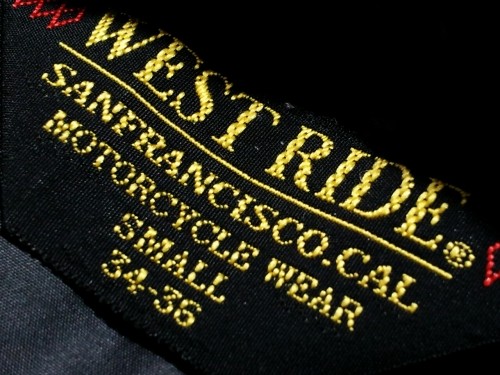 WEST RIDE®
SANFRANCISCO.CAL
MOTORCYCLE WEAR
SMALL
34-36